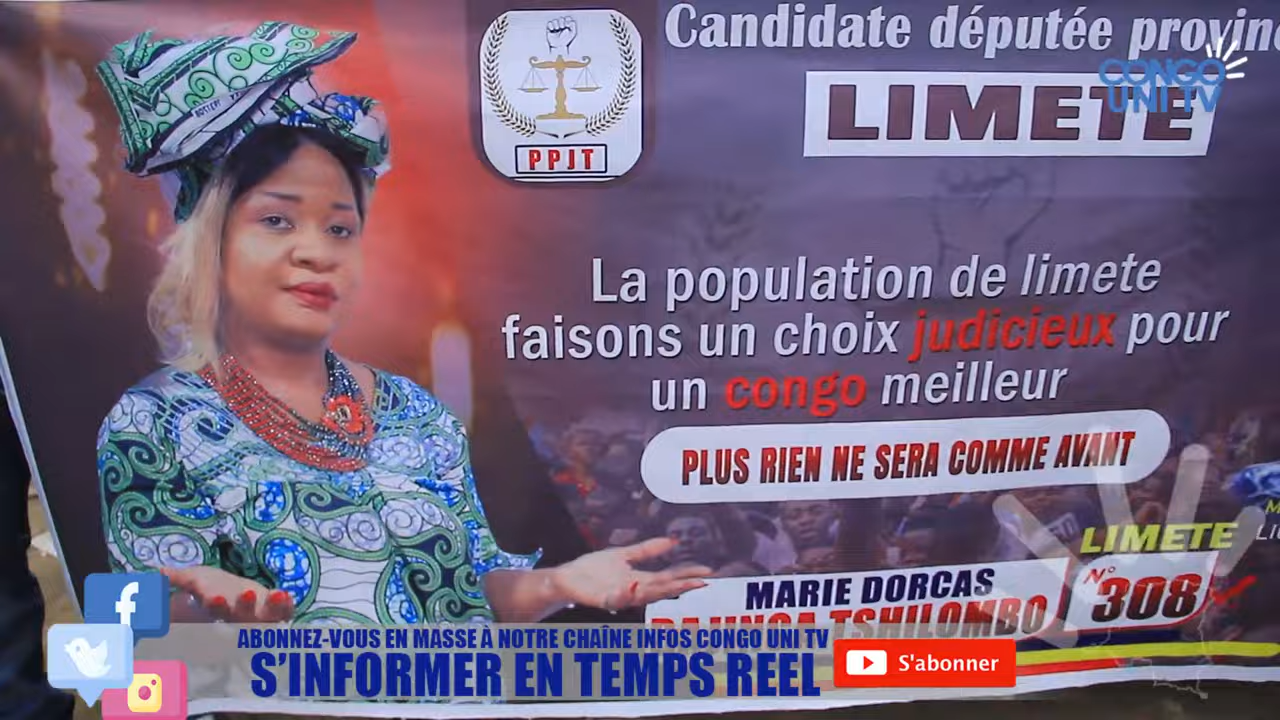 Candidate députée
CONGO
UNI TV
LIMETE
PPJT
La population de limete
faisons un choix judicieux pour
un congo meilleur
PLUS RIEN NE SERA COMME AVANT
LIMETE
MARIE DORCAS
TSHILOMBO
N° 308
ABONNEZ-VOUS EN MASSE À NOTRE CHAÎNE INFOS CONGO UNI TV
S'INFORMER EN TEMPS REEL
S'abonner